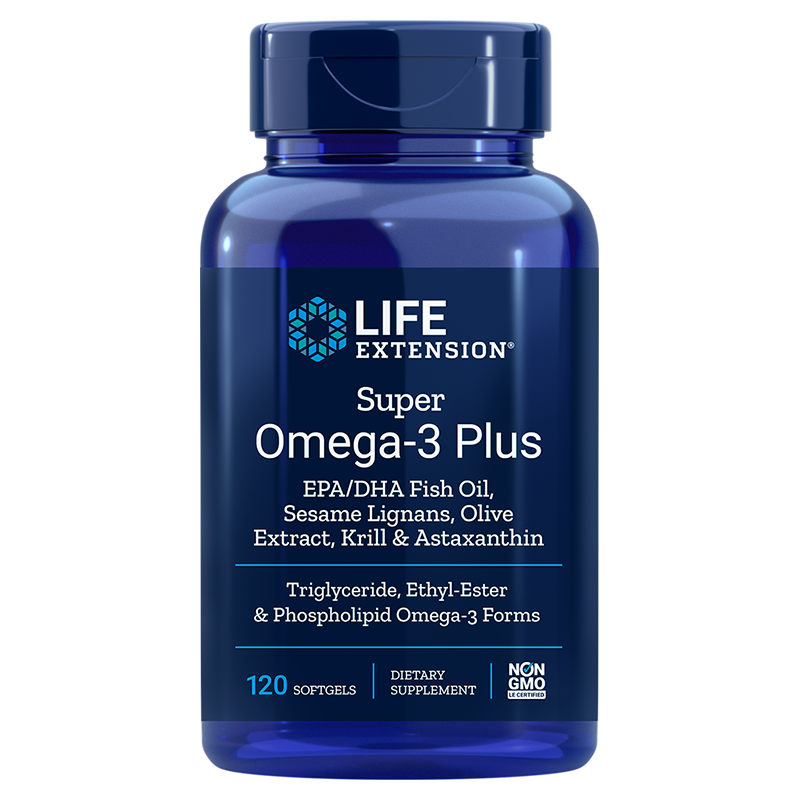 LIFE
EXTENSION®
Super
Omega-3 Plus
EPA/DHA Fish Oil,
Sesame Lignans, Olive
Extract, Krill & Astaxanthin
Triglyceride, Ethyl-Ester
& Phospholipid Omega-3 Forms
120 SOFTGELS
DIETARY
SUPPLEMENT
NON
GMO
LE CERTIFIED